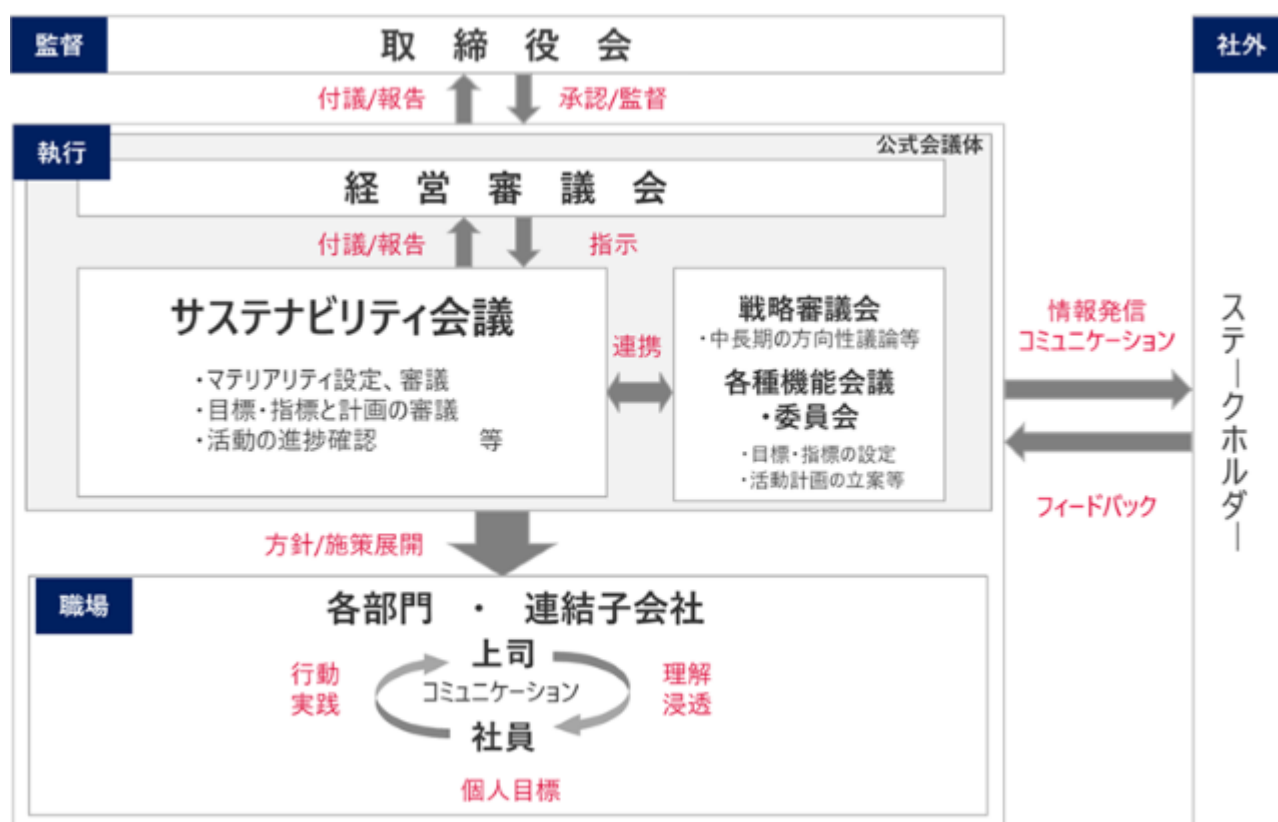 監督
取締役会
社外
付議/報告
承認/監督
執行
公式会議体
経営審議会
付議/報告
指示
サステナビリティ会議
・マテリアリティ設定、審議
・目標・指標と計画の審議
・活動の進捗確認 等
連携
戦略審議会
・中長期の方向性議論等
各種機能会議
・委員会
・目標・指標の設定
・活動計画の立案等
情報発信
コミュニケーション
フィードバック
ステークホルダー
方針/施策展開
職場
各部門 ・ 連結子会社
上司
コミュニケーション
社員
行動
実践
理解
浸透
個人目標